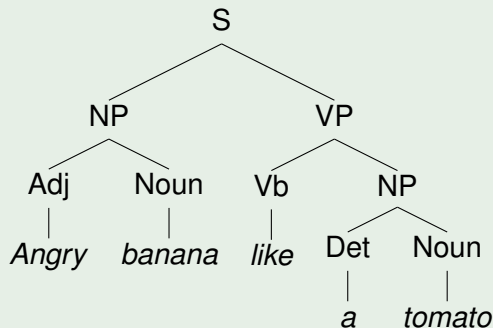 S
NP VP
Adj Noun Vb NP
Angry banana like Det Noun
a tomato